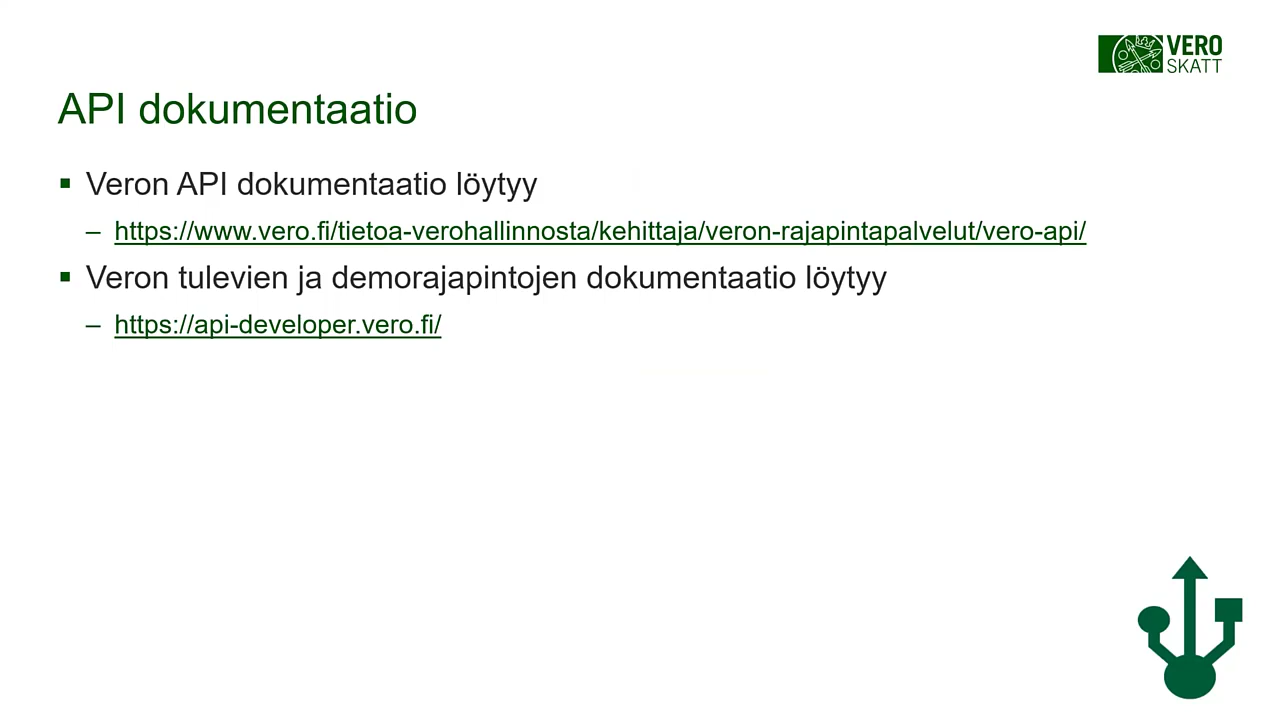 VERO
SKATT
API dokumentaatio
Veron API dokumentaatio löytyy
– https://www.vero.fi/tietoa-verohallinnosta/kehittaja/veron-rajapintapalvelut/vero-api/
Veron tulevien ja demorajapintojen dokumentaatio löytyy
– https://api-developer.vero.fi/